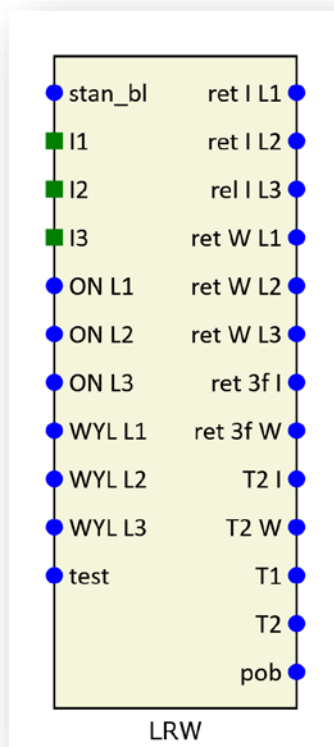 stan_bl ret I L1
I1 ret I L2
I2 rel I L3
I3 ret W L1
ON L1 ret W L2
ON L2 ret W L3
ON L3 ret 3f I
WYL L1 ret 3f W
WYL L2 T2 I
WYL L3 T2 W
test T1
T2
pob
LRW